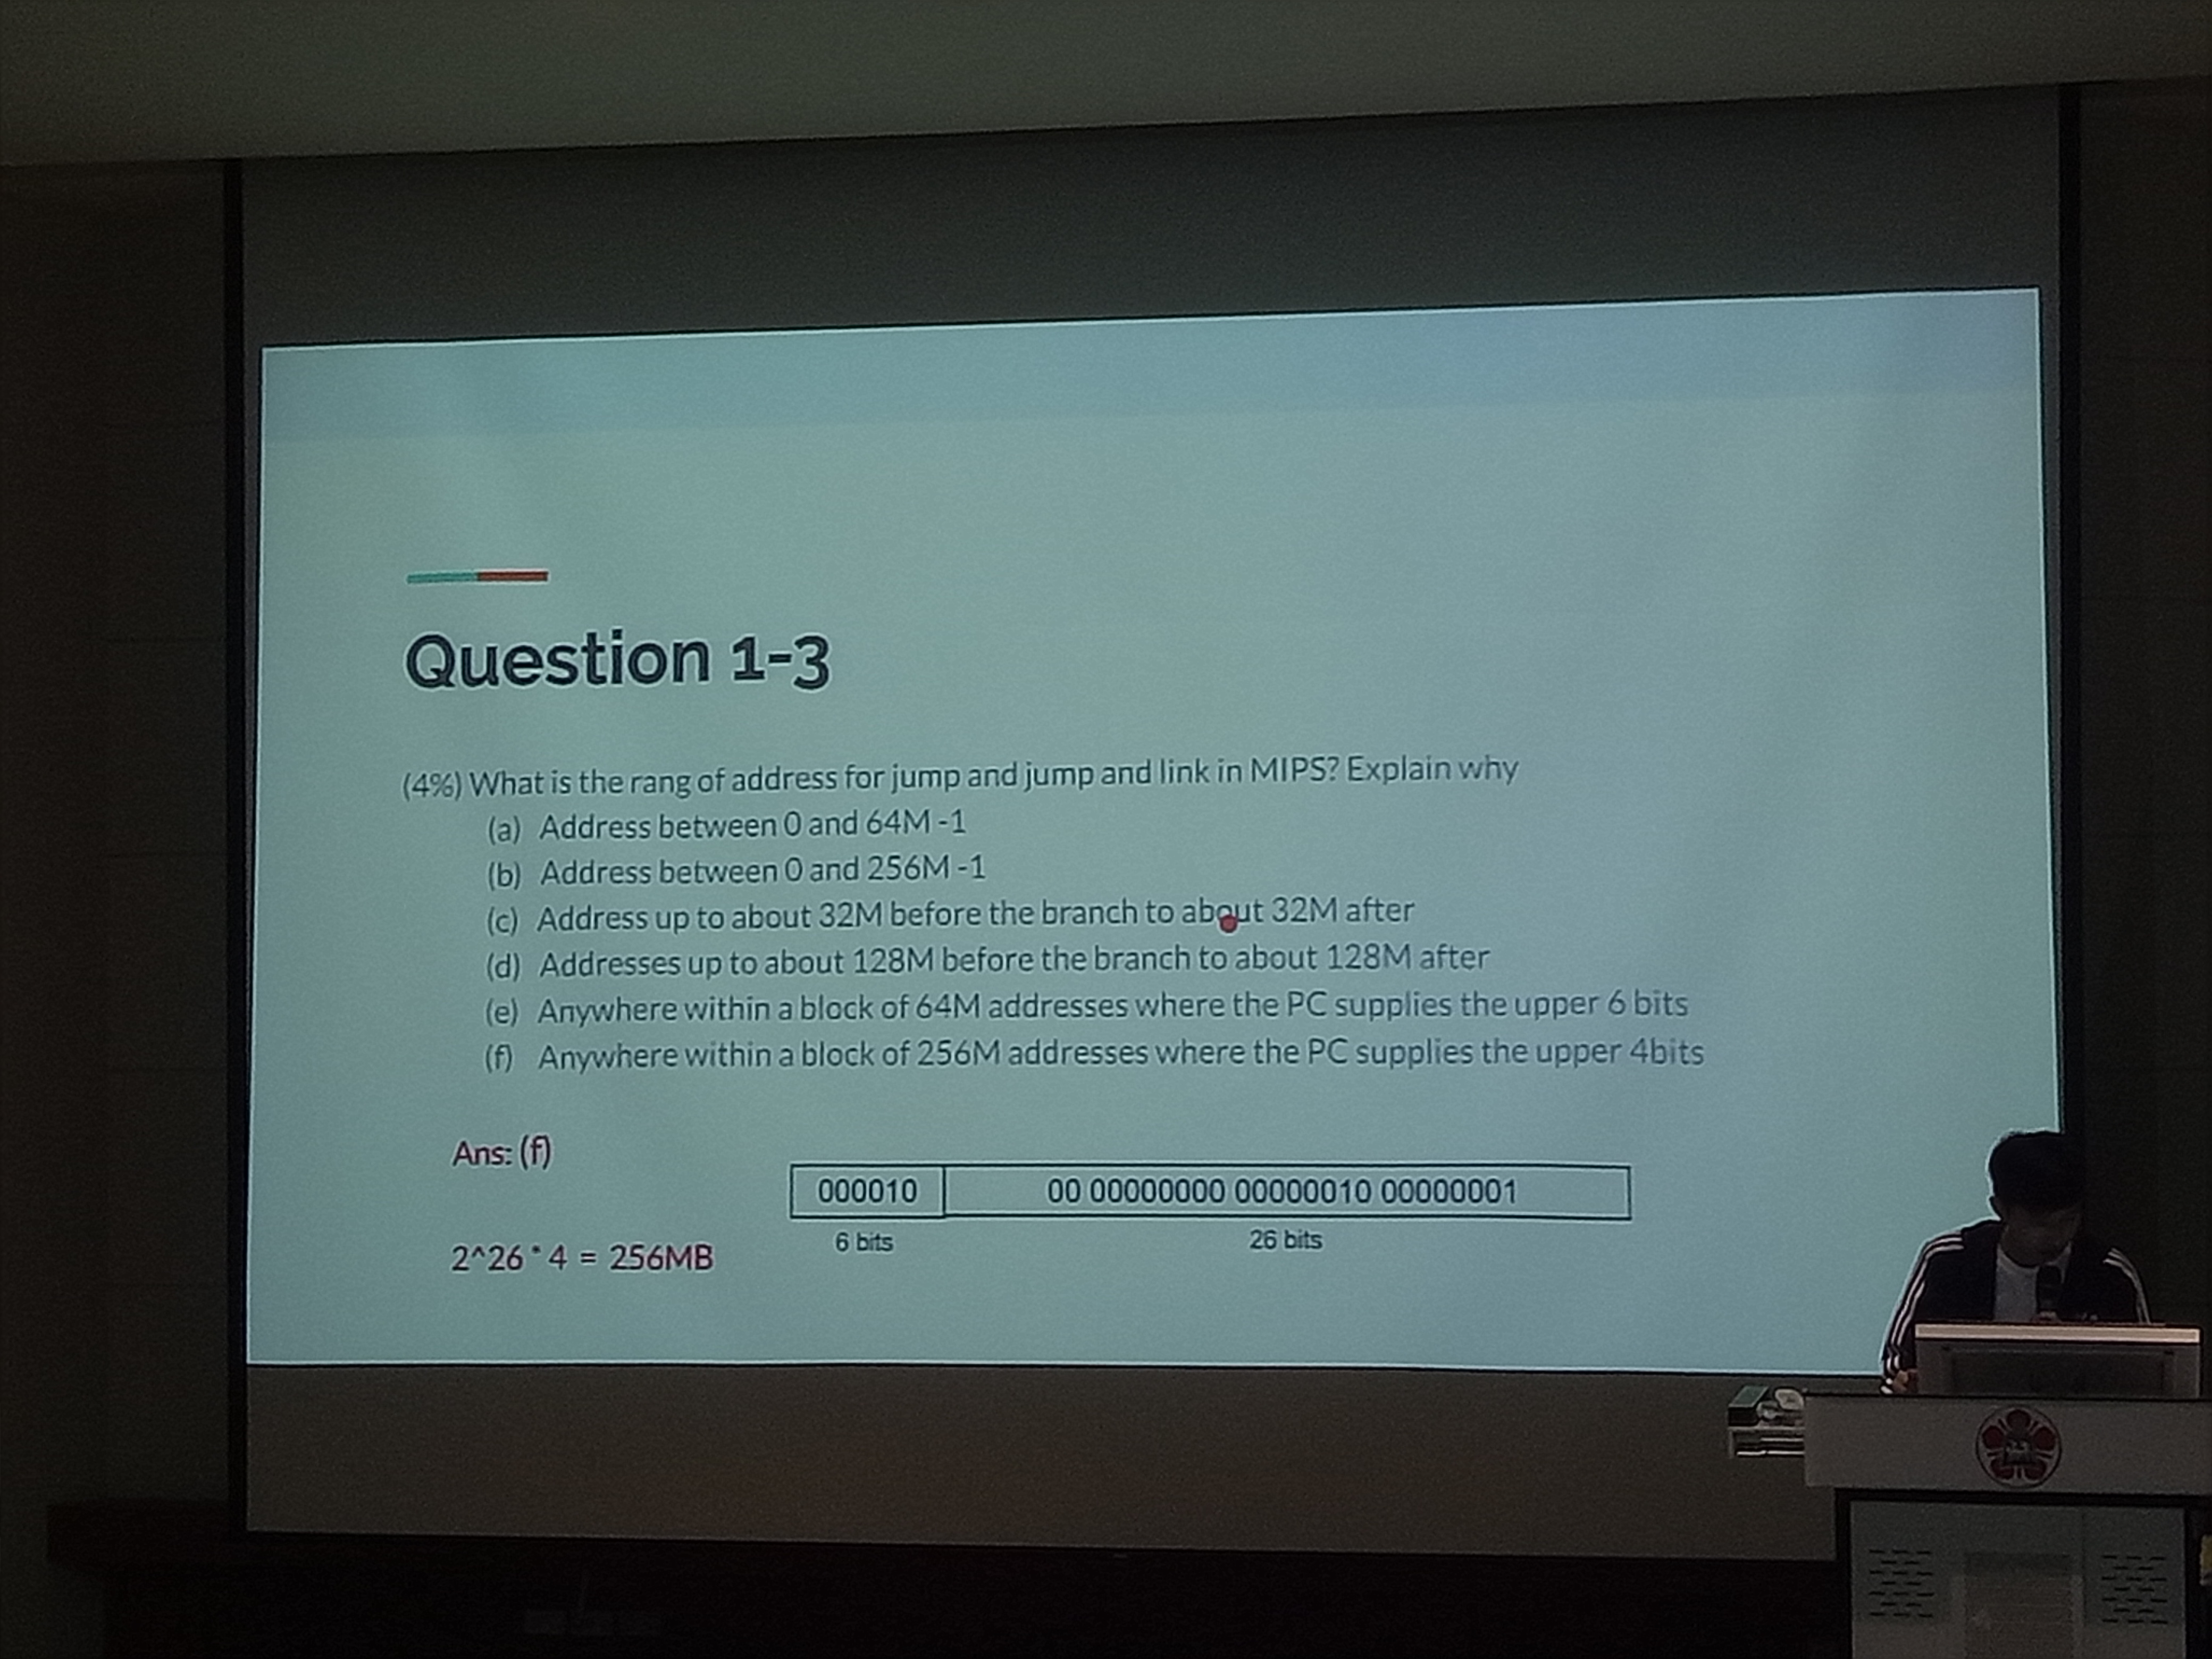 Question 1-3
(4%) What is the rang of address for jump and jump and link in MIPS? Explain why
(a) Address between 0 and 64M -1
(b) Address between 0 and 256M -1
(c) Address up to about 32M before the branch to about 32M after
(d) Addresses up to about 128M before the branch to about 128M after
(e) Anywhere within a block of 64M addresses where the PC supplies the upper 6 bits
(f) Anywhere within a block of 256M addresses where the PC supplies the upper 4bits
Ans: (f)
000010 00 00000000 00000010 00000001
6 bits 26 bits
2^26 * 4 = 256MB